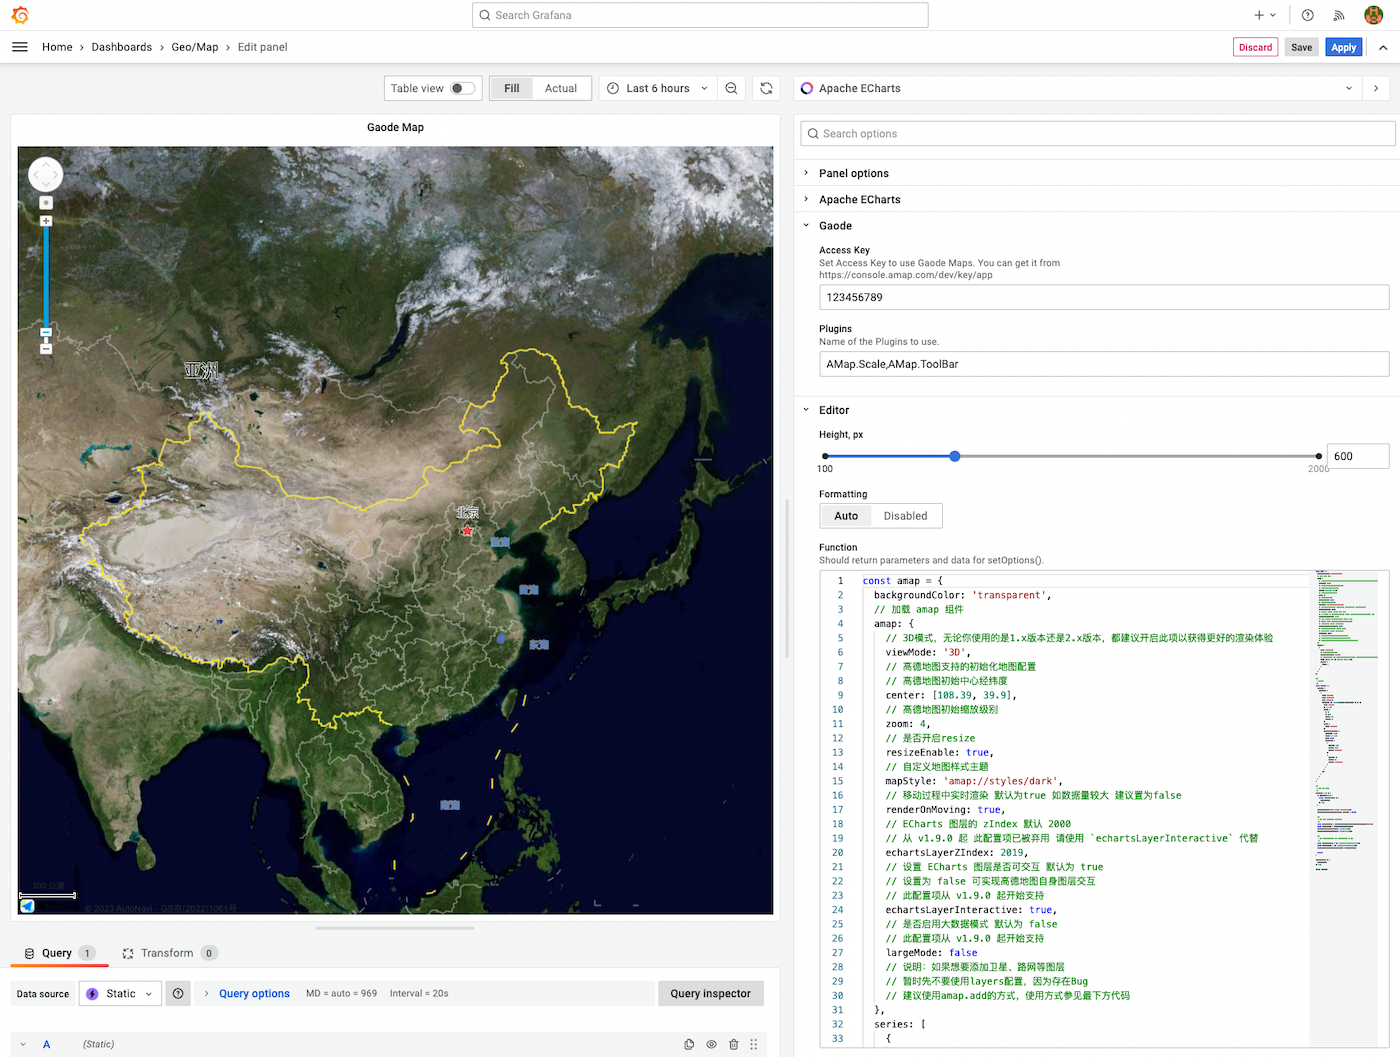 Search Grafana
Home › Dashboards › Geo/Map › Edit panel
Discard
Save
Apply
Table view
Fill
Actual
Last 6 hours
Apache ECharts
Gaode Map
亚洲
北京
500 公里
© 2023 AutoNavi - GS京(2022)1061号
Search options
Panel options
Apache ECharts
Gaode
Access Key
Set Access Key to use Gaode Maps. You can get it from
https://console.amap.com/dev/key/app
123456789
Plugins
Name of the Plugins to use.
AMap.Scale,AMap.ToolBar
Editor
Height, px
100
2000
600
Formatting
Auto
Disabled
Function
Should return parameters and data for setOptions().
1 const amap = {
2 backgroundColor: 'transparent',
3 // 加载 amap 组件
4 amap: {
5 // 3D模式，无论你使用的是1.x版本还是2.x版本，都建议开启此项以获得更好的渲染体验
6 viewMode: '3D',
7 // 高德地图支持的初始化地图配置
8 // 高德地图初始中心经纬度
9 center: [108.39, 39.9],
10 // 高德地图初始缩放级别
11 zoom: 4,
12 // 是否开启resize
13 resizeEnable: true,
14 // 自定义地图样式主题
15 mapStyle: 'amap://styles/dark',
16 // 移动过程中实时渲染 默认为true 如数据量较大 建议置为false
17 renderOnMoving: true,
18 // ECharts 图层的 zIndex 默认 2000
19 // 从 v1.9.0 起 此配置项已被弃用 请使用 `echartsLayerInteractive` 代替
20 echartsLayerZIndex: 2019,
21 // 设置 ECharts 图层是否可交互 默认为 true
22 // 设置为 false 可实现高德地图自身图层交互
23 // 此配置项从 v1.9.0 起开始支持
24 echartsLayerInteractive: true,
25 // 是否启用大数据模式 默认为 false
26 // 此配置项从 v1.9.0 起开始支持
27 largeMode: false
28 // 说明：如果想要添加卫星、路网等图层
29 // 暂时先不要使用layers配置，因为存在Bug
30 // 建议使用amap.add的方式，使用方式参见最下方代码
31 },
32 series: [
33 {
Query 1
Transform 0
Data source
Static
Query options
MD = auto = 969
Interval = 20s
Query inspector
A
(Static)